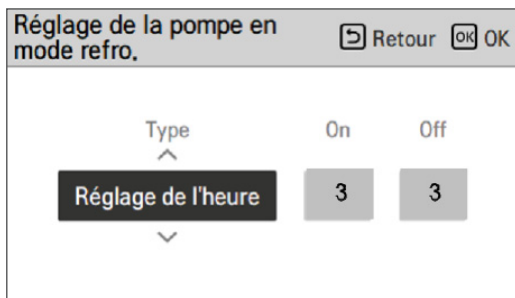 Réglage de la pompe en
mode refro.
Retour OK OK
Type On Off
Réglage de l'heure 3 3